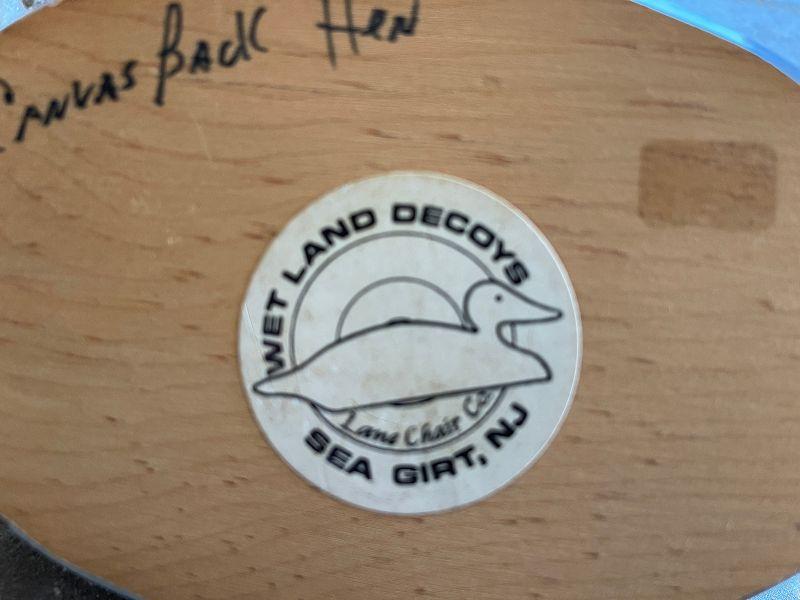 Canvas Back Hen
WET LAND DECOYS
Lane Chair Co.
SEA GIRT, NJ